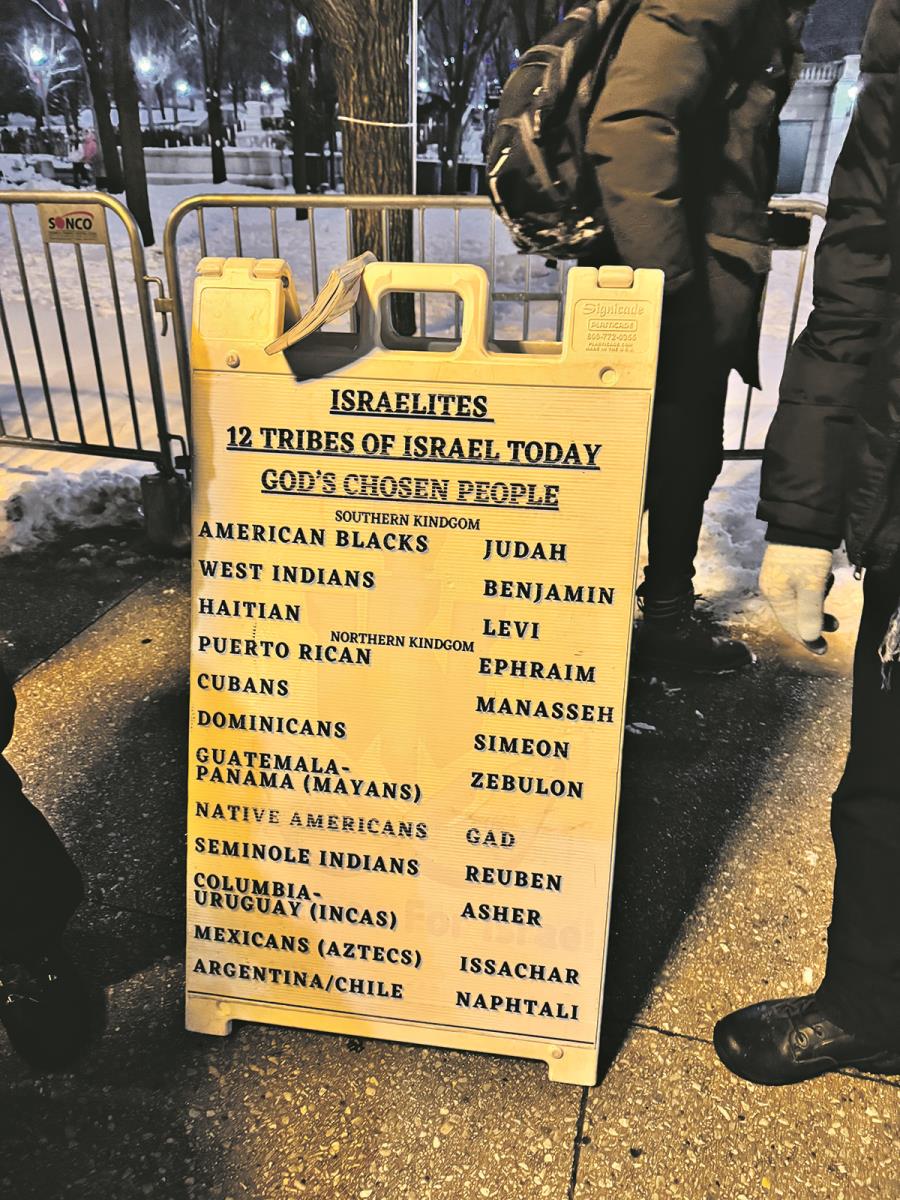 SONCO
Signicade
PLASTICADE
ISRAELITES
12 TRIBES OF ISRAEL TODAY
GOD'S CHOSEN PEOPLE
SOUTHERN KINDGOM
AMERICAN BLACKS JUDAH
WEST INDIANS BENJAMIN
HAITIAN LEVI
NORTHERN KINDGOM
PUERTO RICAN EPHRAIM
CUBANS MANASSEH
DOMINICANS SIMEON
GUATEMALA-
PANAMA (MAYANS) ZEBULON
NATIVE AMERICANS GAD
SEMINOLE INDIANS REUBEN
COLUMBIA-
URUGUAY (INCAS) ASHER
MEXICANS (AZTECS) ISSACHAR
ARGENTINA/CHILE NAPHTALI